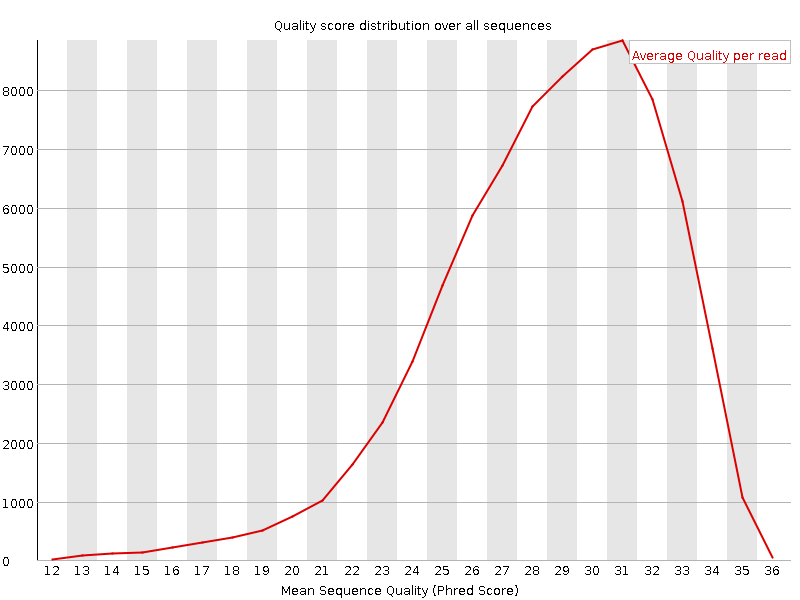 Quality score distribution over all sequences
Average Quality per read
8000
7000
6000
5000
4000
3000
2000
1000
0
12 13 14 15 16 17 18 19 20 21 22 23 24 25 26 27 28 29 30 31 32 33 34 35 36
Mean Sequence Quality (Phred Score)